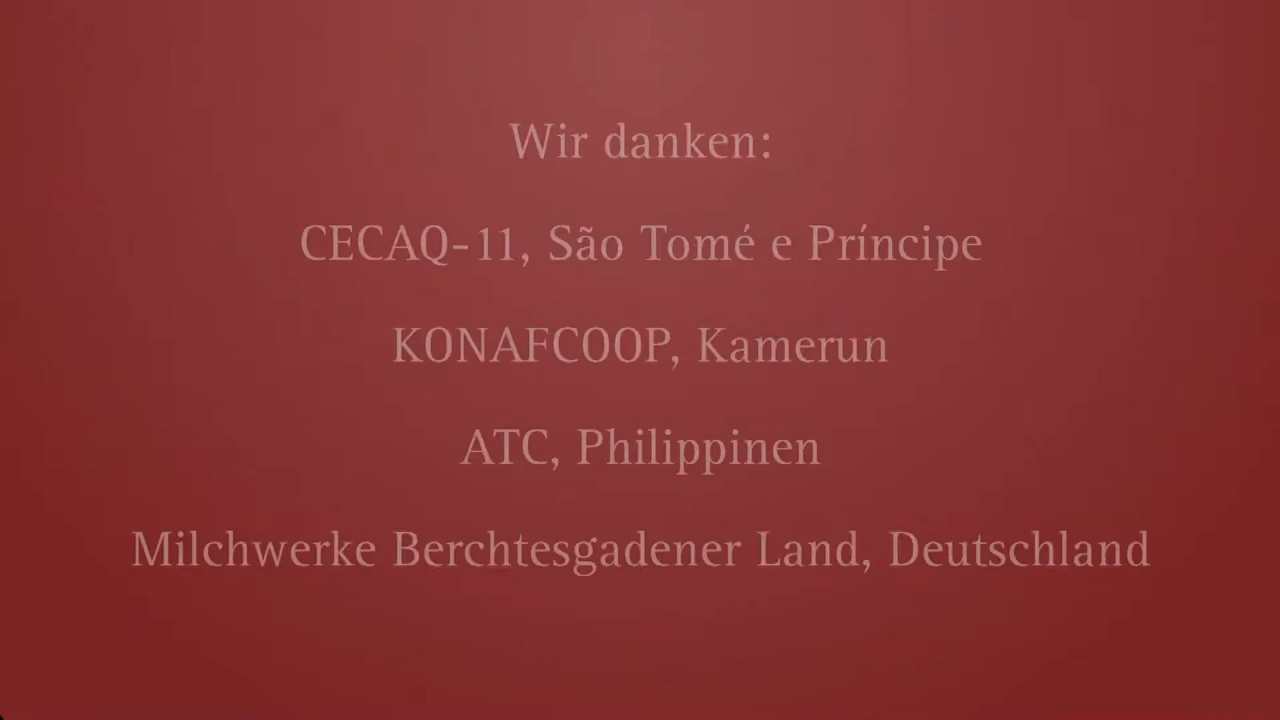 Wir danken:
CECAQ-11, São Tomé e Príncipe
KONAFCOOP, Kamerun
ATC, Philippinen
Milchwerke Berchtesgadener Land, Deutschland